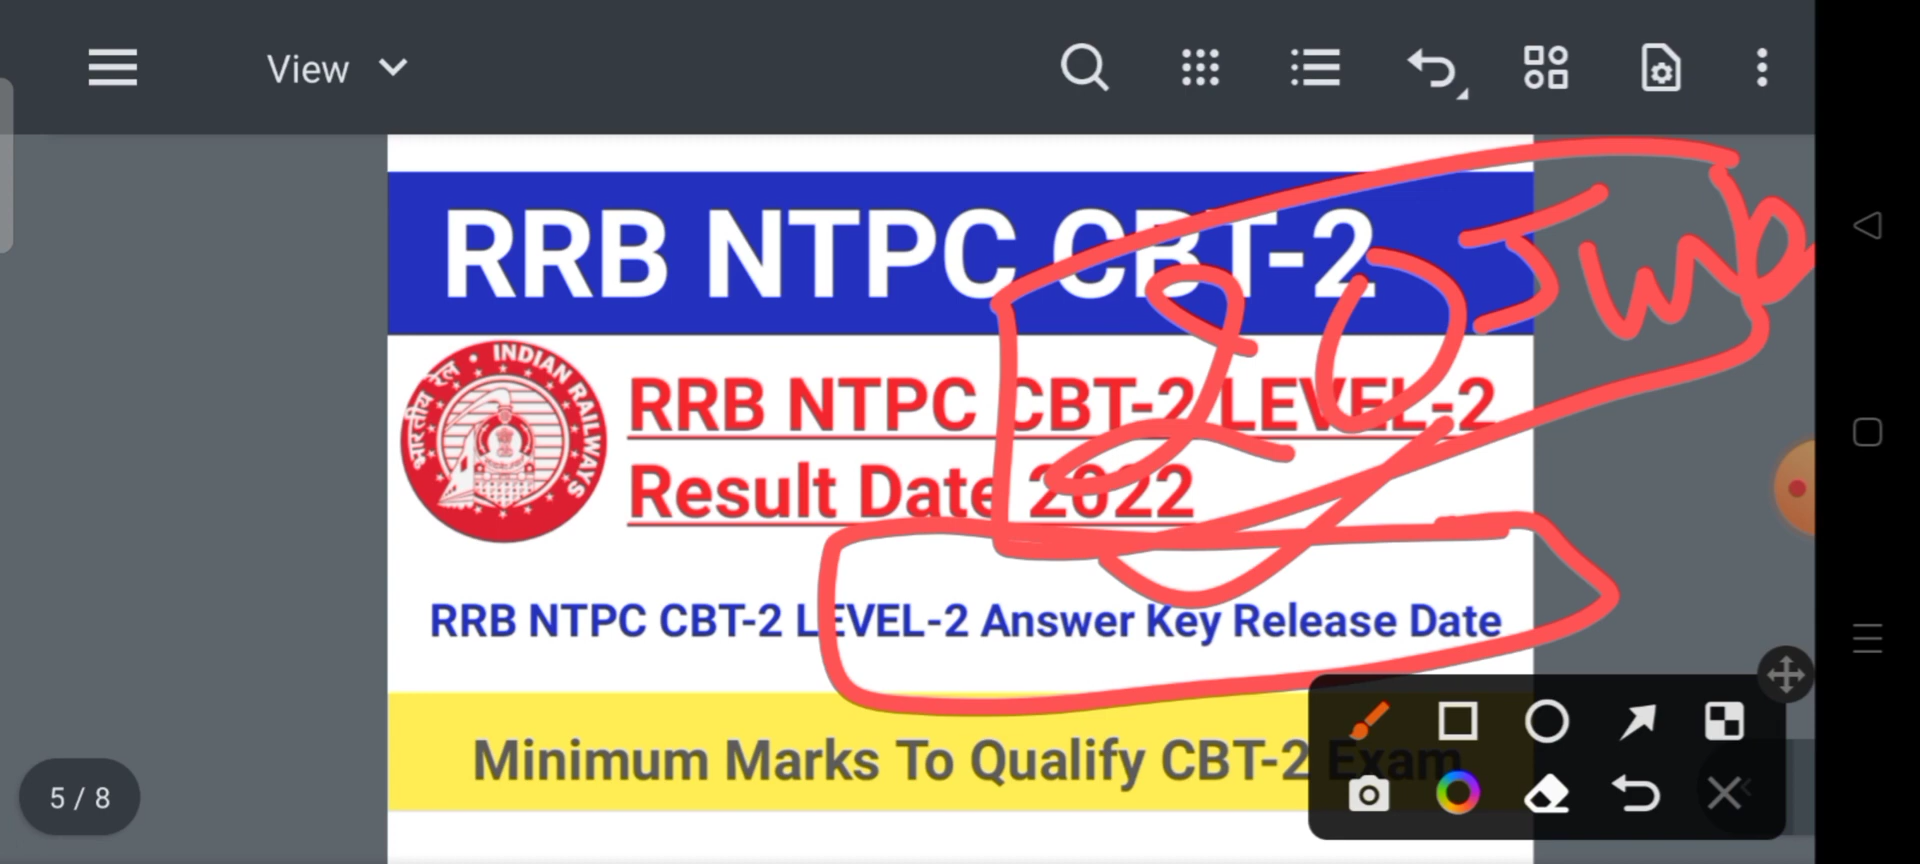 View
RRB NTPC CBT-2
भारतीय रेल • INDIAN RAILWAYS
RRB NTPC CBT-2 LEVEL-2
Result Date 2022
20
RRB NTPC CBT-2 LEVEL-2 Answer Key Release Date
Minimum Marks To Qualify CBT-2 Exam
5 / 8